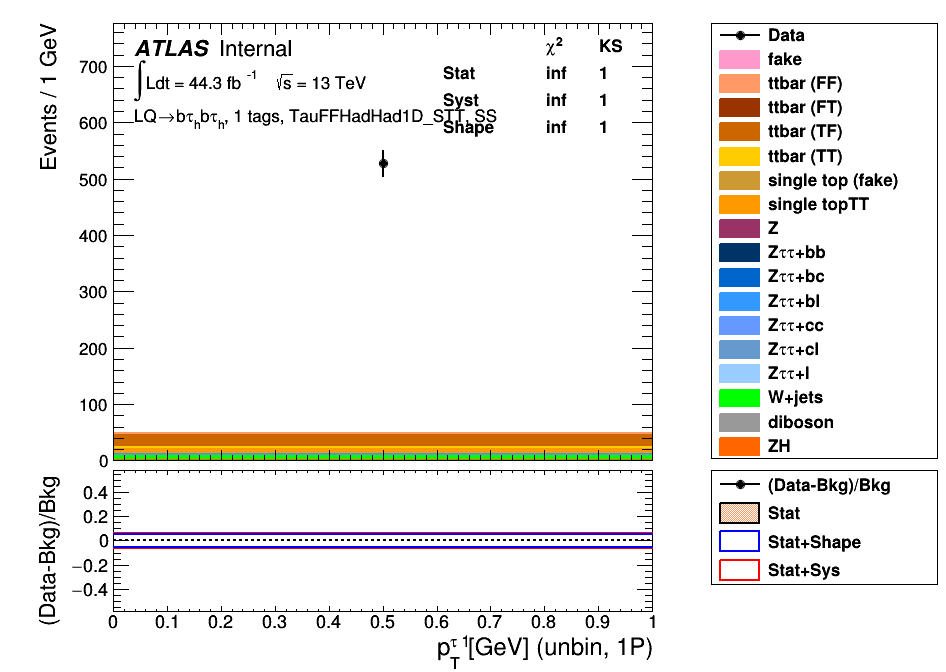 Events / 1 GeV
ATLAS Internal
∫Ldt = 44.3 fb⁻¹ √s = 13 TeV
LQ→bτₕbτₕ, 1 tags, TauFFHadHad1D_STT, SS
χ² KS
Stat inf 1
Syst inf 1
Shape inf 1
700
600
500
400
300
200
100
0
Data
fake
ttbar (FF)
ttbar (FT)
ttbar (TF)
ttbar (TT)
single top (fake)
single topTT
Z
Zττ+bb
Zττ+bc
Zττ+bl
Zττ+cc
Zττ+cl
Zττ+l
W+jets
diboson
ZH
(Data-Bkg)/Bkg
0.4
0.2
0
−0.2
−0.4
0 0.1 0.2 0.3 0.4 0.5 0.6 0.7 0.8 0.9 1
p_T^τ 1[GeV] (unbin, 1P)
(Data-Bkg)/Bkg
Stat
Stat+Shape
Stat+Sys